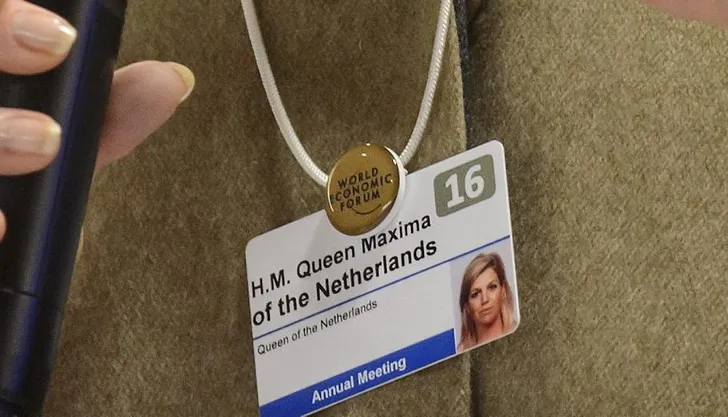 WORLD
ECONOMIC
FORUM
16
H.M. Queen Maxima
of the Netherlands
Queen of the Netherlands
Annual Meeting